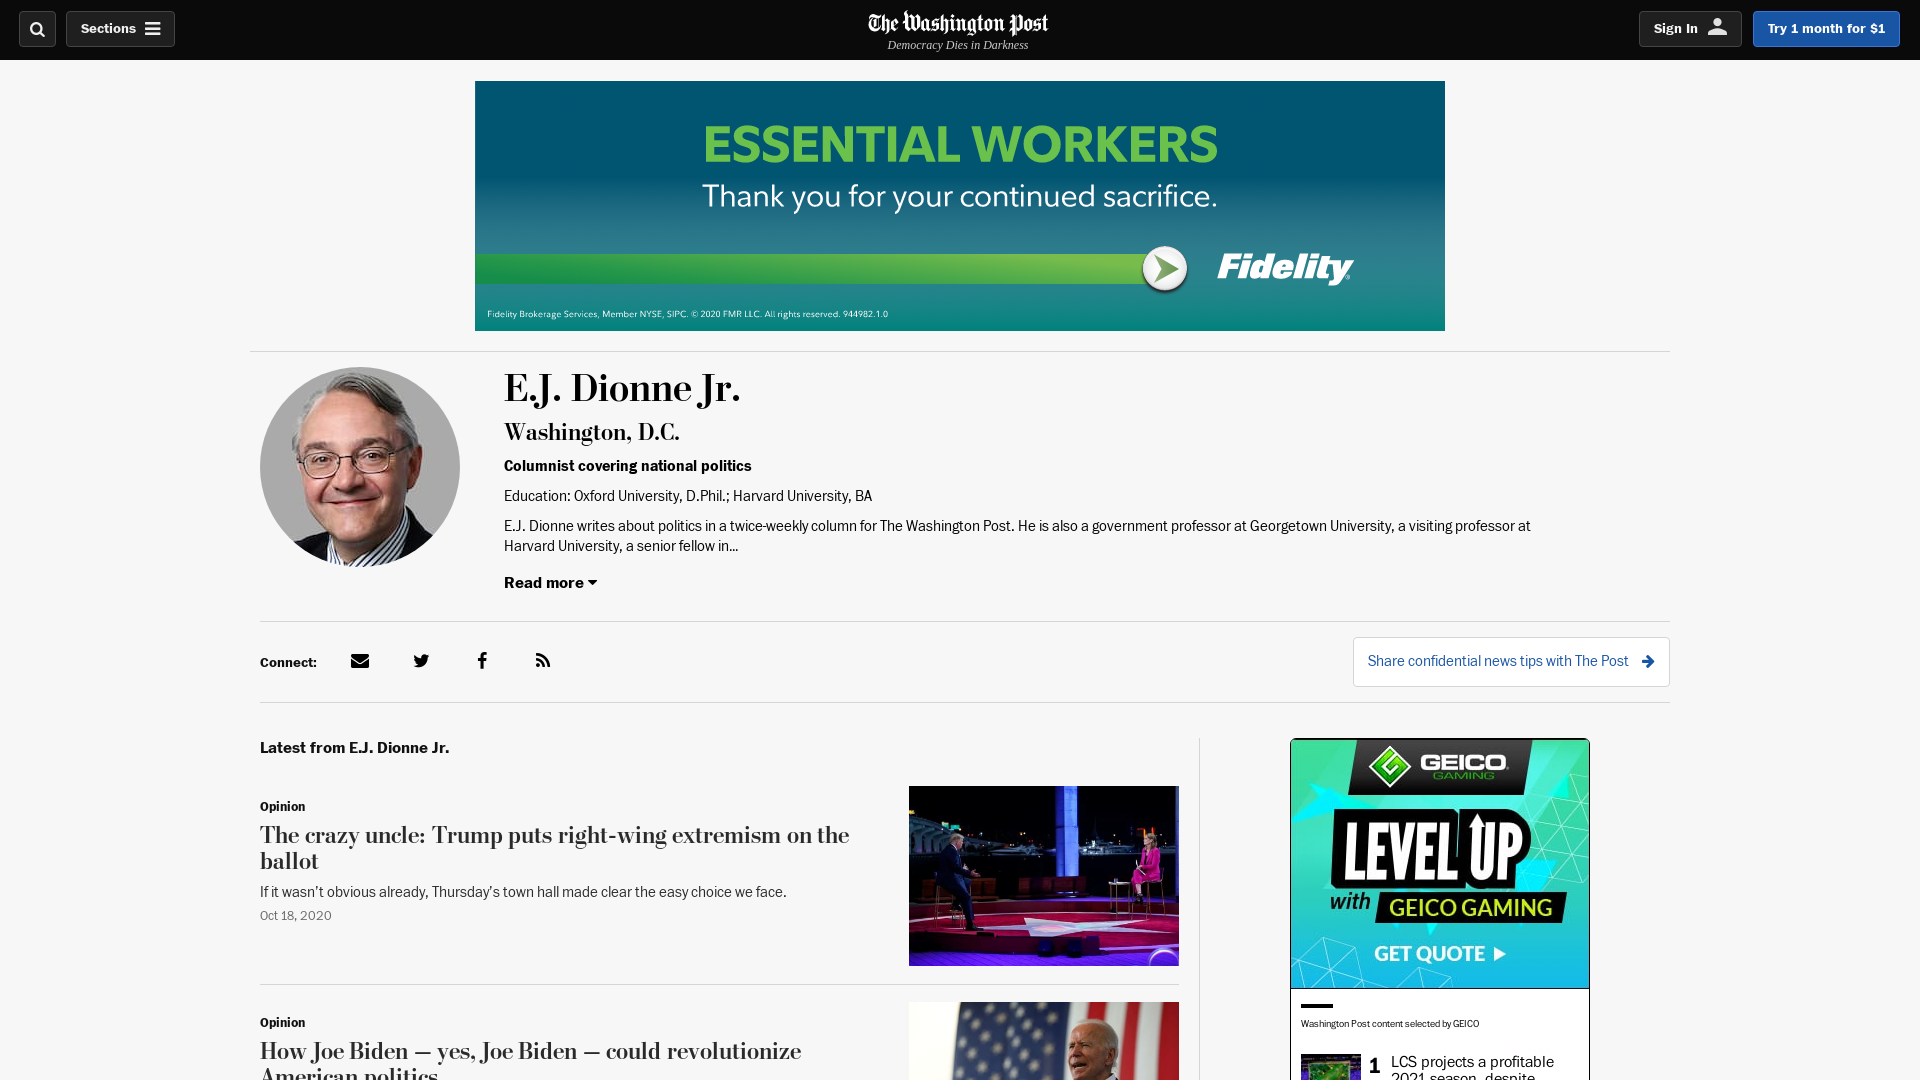 Sections
The Washington Post
Democracy Dies in Darkness
Sign In
Try 1 month for $1
ESSENTIAL WORKERS
Thank you for your continued sacrifice.
Fidelity
Fidelity Brokerage Services, Member NYSE, SIPC. © 2020 FMR LLC. All rights reserved. 944982.1.0
E.J. Dionne Jr.
Washington, D.C.
Columnist covering national politics
Education: Oxford University, D.Phil.; Harvard University, BA
E.J. Dionne writes about politics in a twice-weekly column for The Washington Post. He is also a government professor at Georgetown University, a visiting professor at
Harvard University, a senior fellow in...
Read more
Connect:
Share confidential news tips with The Post
Latest from E.J. Dionne Jr.
Opinion
The crazy uncle: Trump puts right-wing extremism on the
ballot
If it wasn’t obvious already, Thursday’s town hall made clear the easy choice we face.
Oct 18, 2020
Opinion
How Joe Biden — yes, Joe Biden — could revolutionize
American politics
GEICO
GAMING
LEVEL UP
with GEICO GAMING
GET QUOTE
Washington Post content selected by GEICO
1 LCS projects a profitable
2021 season, despite